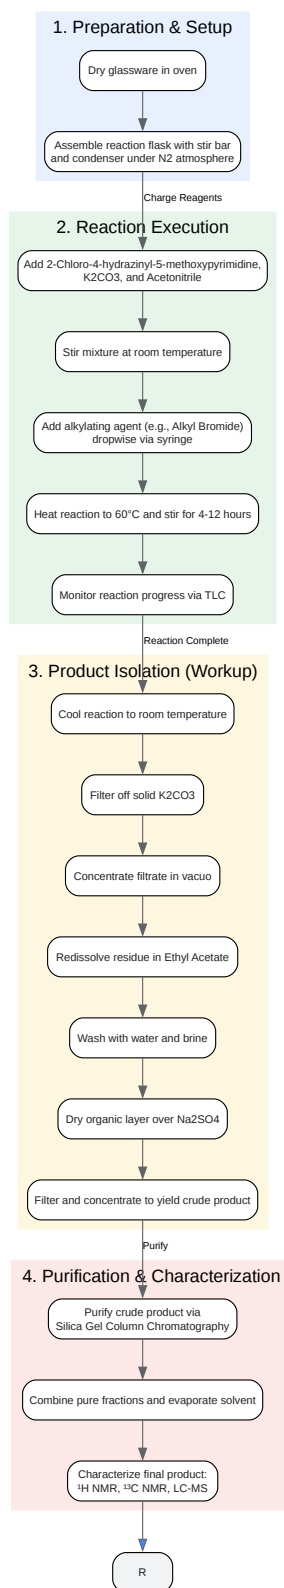 1. Preparation & Setup
Dry glassware in oven
Assemble reaction flask with stir bar
and condenser under N2 atmosphere
Charge Reagents
2. Reaction Execution
Add 2-Chloro-4-hydrazinyl-5-methoxypyrimidine,
K2CO3, and Acetonitrile
Stir mixture at room temperature
Add alkylating agent (e.g., Alkyl Bromide)
dropwise via syringe
Heat reaction to 60°C and stir for 4-12 hours
Monitor reaction progress via TLC
Reaction Complete
3. Product Isolation (Workup)
Cool reaction to room temperature
Filter off solid K2CO3
Concentrate filtrate in vacuo
Redissolve residue in Ethyl Acetate
Wash with water and brine
Dry organic layer over Na2SO4
Filter and concentrate to yield crude product
Purify
4. Purification & Characterization
Purify crude product via
Silica Gel Column Chromatography
Combine pure fractions and evaporate solvent
Characterize final product:
¹H NMR, ¹³C NMR, LC-MS
R